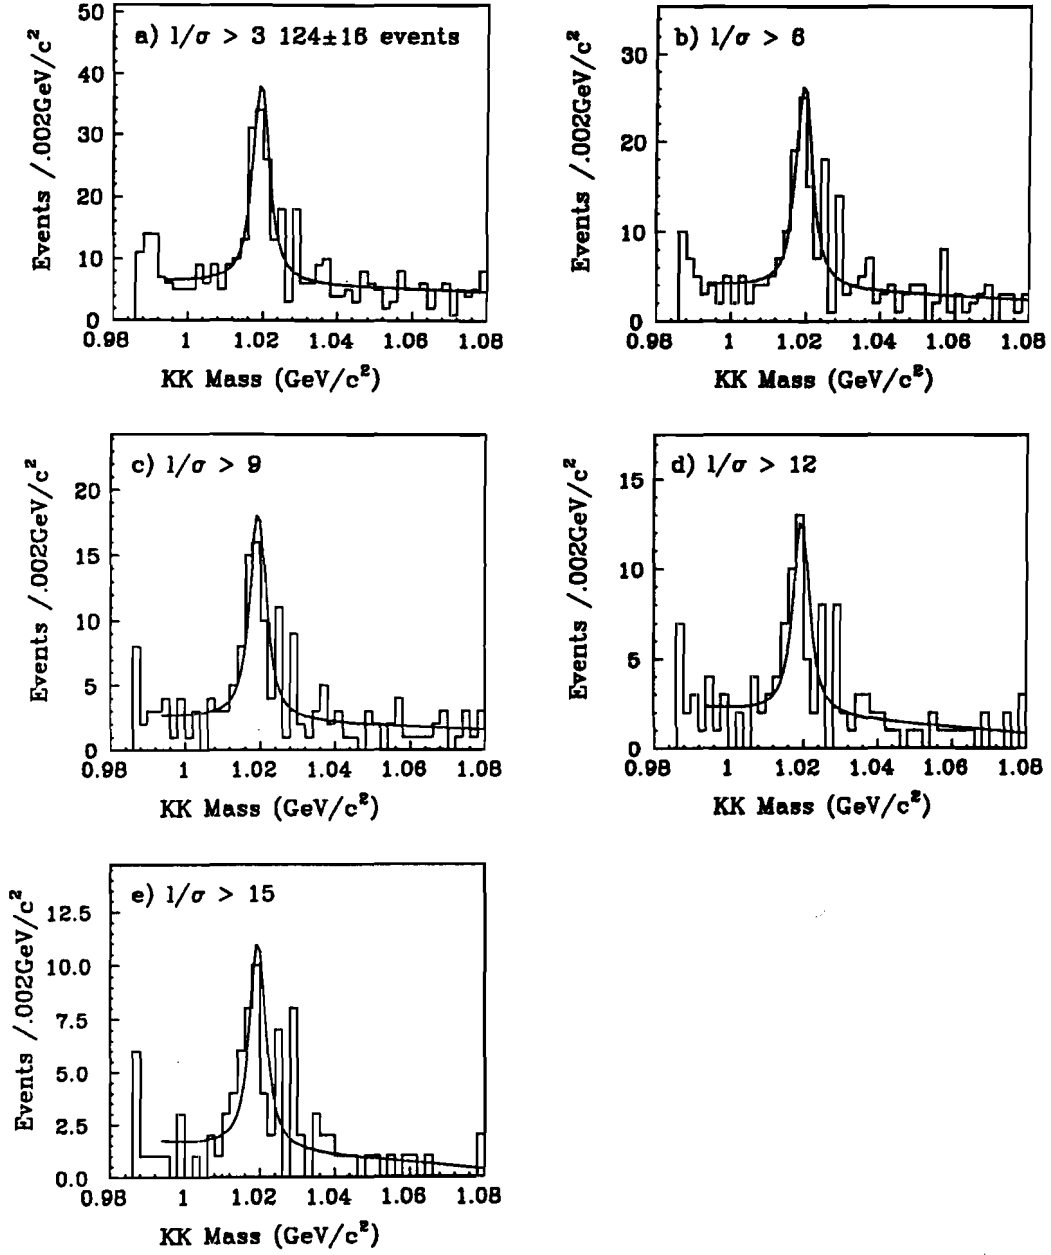 a) l/σ > 3 124±16 events
Events /.002GeV/c²
50
40
30
20
10
0
0.98 1 1.02 1.04 1.06 1.08
KK Mass (GeV/c²)
b) l/σ > 6
Events /.002GeV/c²
30
20
10
0
0.98 1 1.02 1.04 1.06 1.08
KK Mass (GeV/c²)
c) l/σ > 9
Events /.002GeV/c²
20
15
10
5
0
0.98 1 1.02 1.04 1.06 1.08
KK Mass (GeV/c²)
d) l/σ > 12
Events /.002GeV/c²
15
10
5
0
0.98 1 1.02 1.04 1.06 1.08
KK Mass (GeV/c²)
e) l/σ > 15
Events /.002GeV/c²
12.5
10.0
7.5
5.0
2.5
0.0
0.98 1 1.02 1.04 1.06 1.08
KK Mass (GeV/c²)